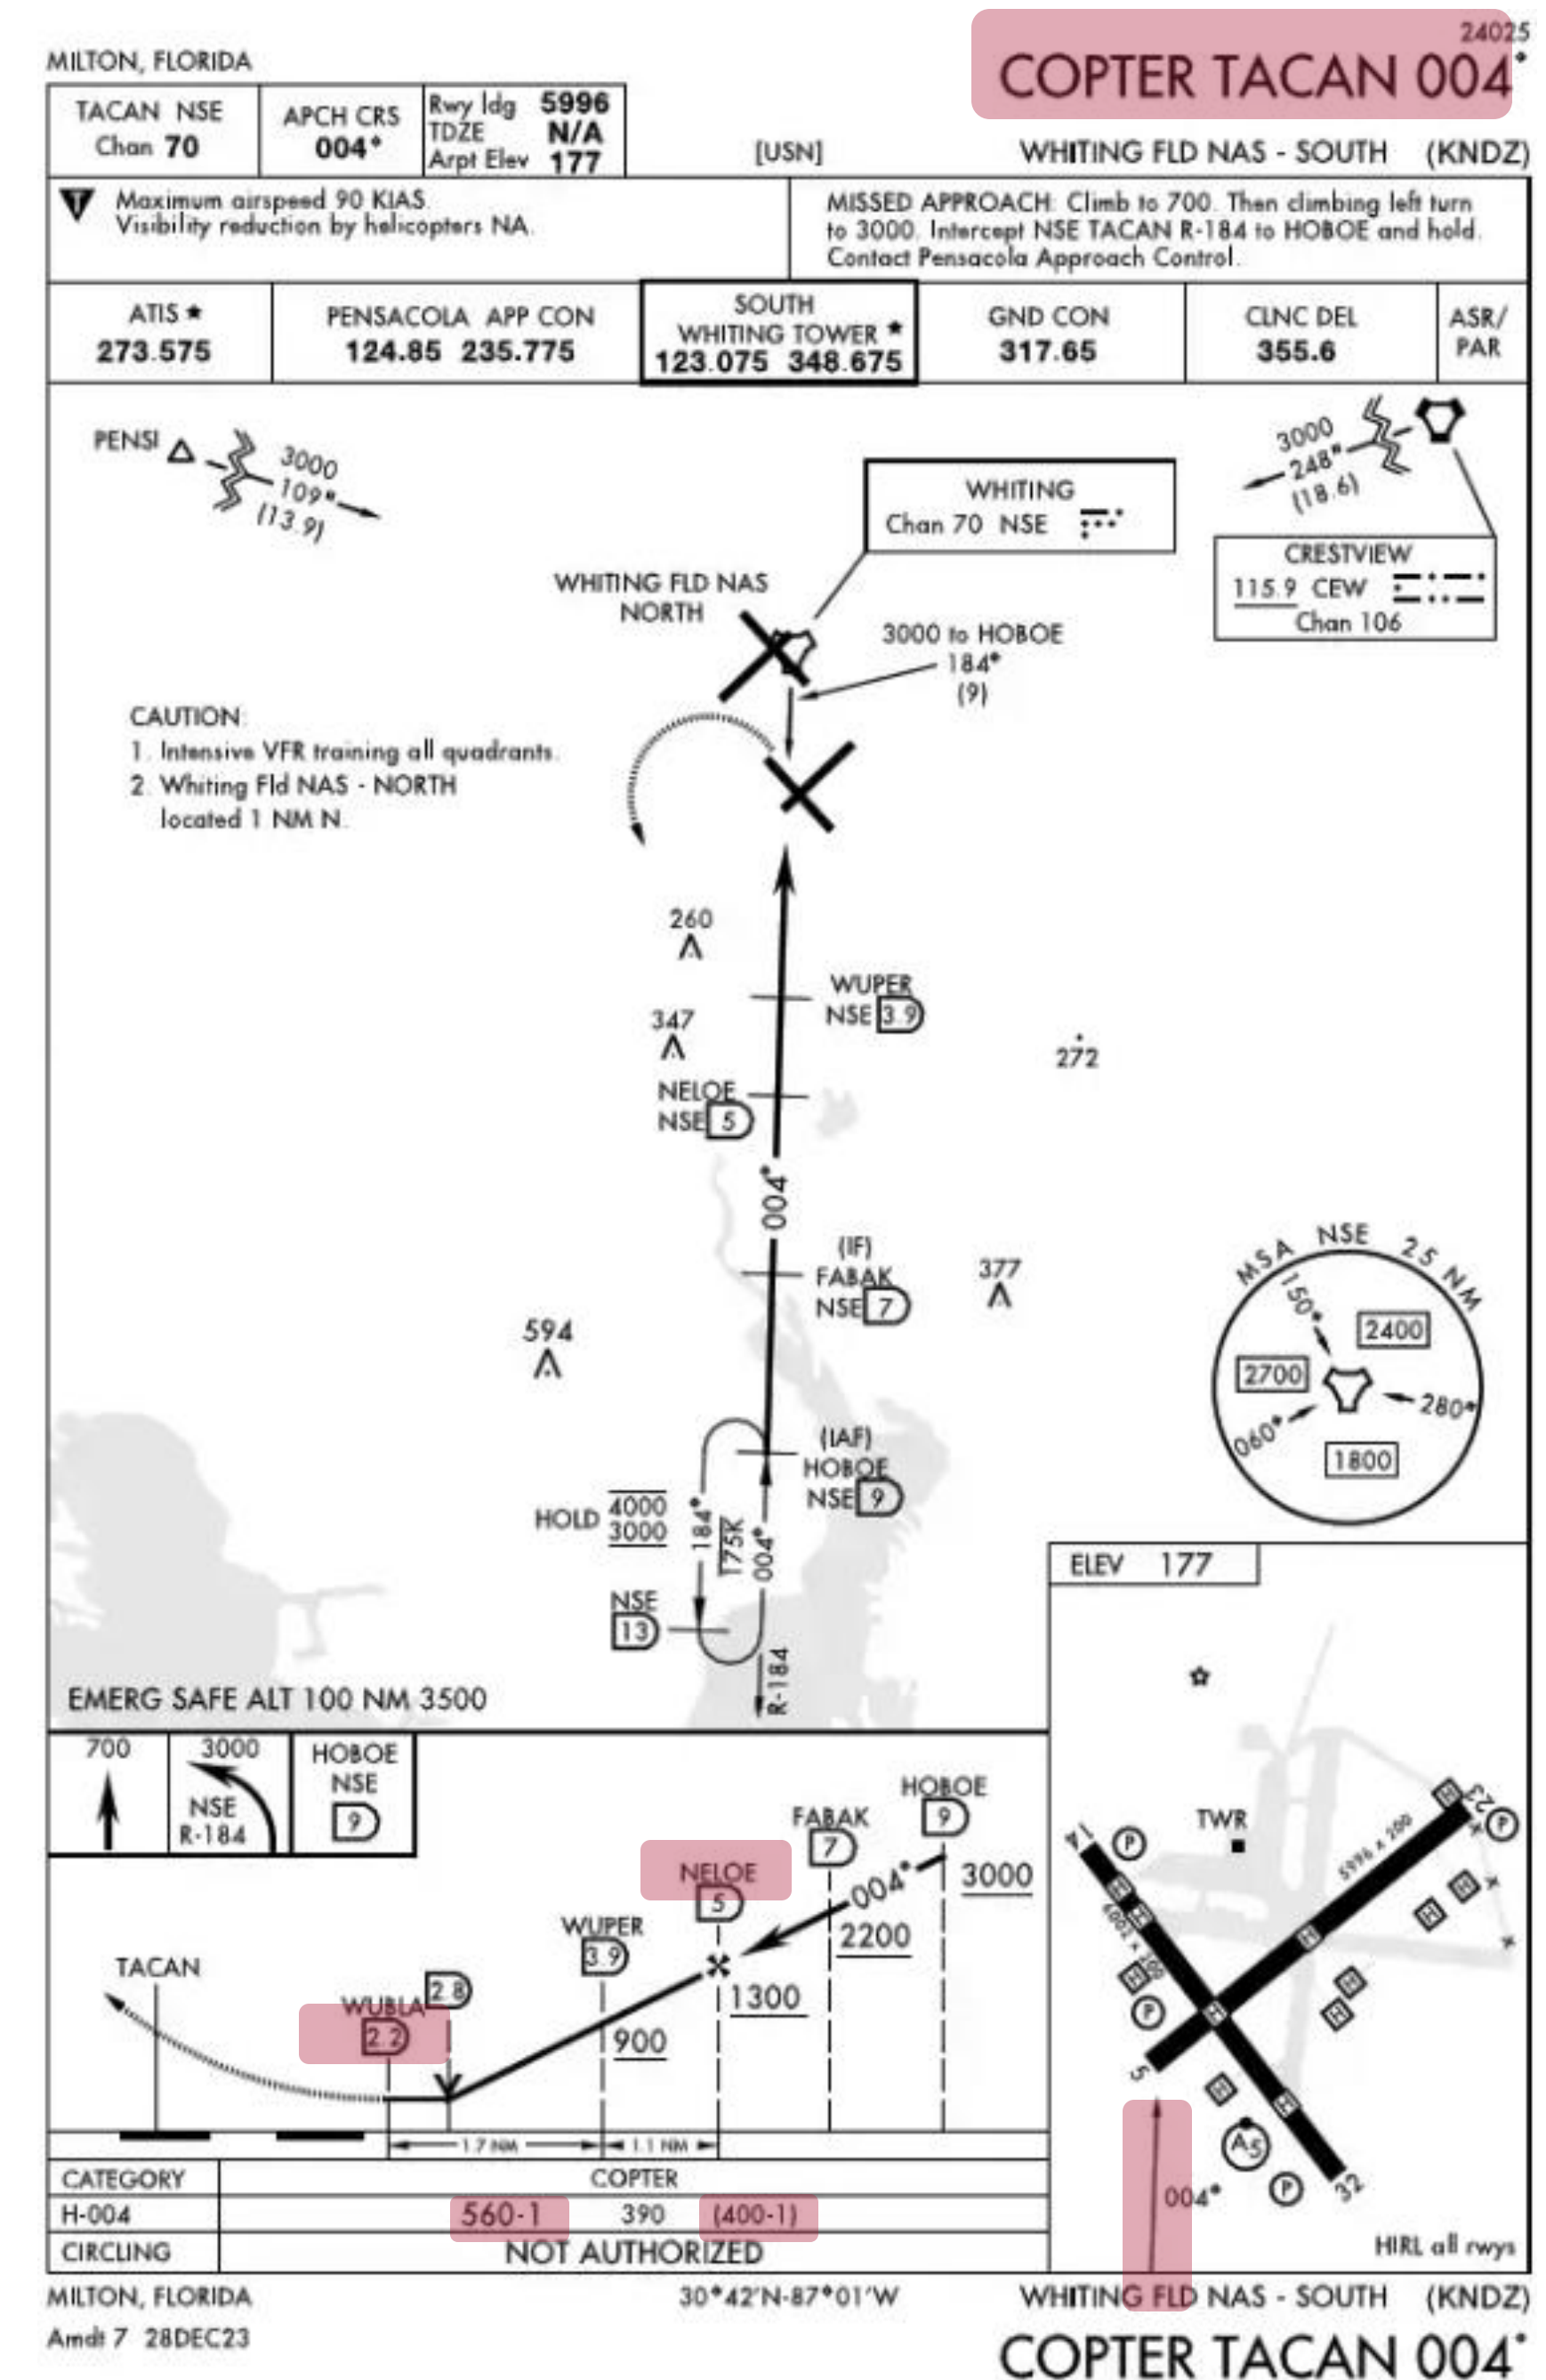 24025
MILTON, FLORIDA
COPTER TACAN 004°
TACAN NSE
Chan 70
APCH CRS
004°
Rwy ldg 5996
TDZE N/A
Arpt Elev 177
[USN]
WHITING FLD NAS - SOUTH (KNDZ)
T
Maximum airspeed 90 KIAS.
Visibility reduction by helicopters NA.
MISSED APPROACH: Climb to 700. Then climbing left turn
to 3000. Intercept NSE TACAN R-184 to HOBOE and hold.
Contact Pensacola Approach Control.
ATIS ★
273.575
PENSACOLA APP CON
124.85 235.775
SOUTH
WHITING TOWER ★
123.075 348.675
GND CON
317.65
CLNC DEL
355.6
ASR/
PAR
PENSI
3000
109°
(13.9)
3000
248°
(18.6)
WHITING
Chan 70 NSE
CRESTVIEW
115.9 CEW
Chan 106
WHITING FLD NAS
NORTH
3000 to HOBOE
184°
(9)
CAUTION:
1. Intensive VFR training all quadrants.
2. Whiting Fld NAS - NORTH
located 1 NM N.
260
WUPER
NSE 3.9
347
272
NELOE
NSE 5
004°
(IF)
FABAK
NSE 7
377
594
MSA NSE 25 NM
150°
2400
2700
280°
060°
1800
(IAF)
HOBOE
NSE 9
HOLD 4000
3000
184°
175K
004°
NSE
13
R-184
EMERG SAFE ALT 100 NM 3500
ELEV 177
700
3000
NSE
R-184
HOBOE
NSE
9
HOBOE
9
FABAK
7
004°
3000
2200
NELOE
5
1300
WUPER
3.9
900
2.8
WUBLA
2.2
TACAN
1.7 NM
1.1 NM
TWR
14
P
23
P
5996 x 200
6002 x 200
H
H
H
H
H
H
H
H
H
H
H
H
P
5
A5
P
32
004°
HIRL all rwys
CATEGORY COPTER
H-004 560-1 390 (400-1)
CIRCLING NOT AUTHORIZED
MILTON, FLORIDA
30°42'N-87°01'W
WHITING FLD NAS - SOUTH (KNDZ)
Amdt 7 28DEC23
COPTER TACAN 004°